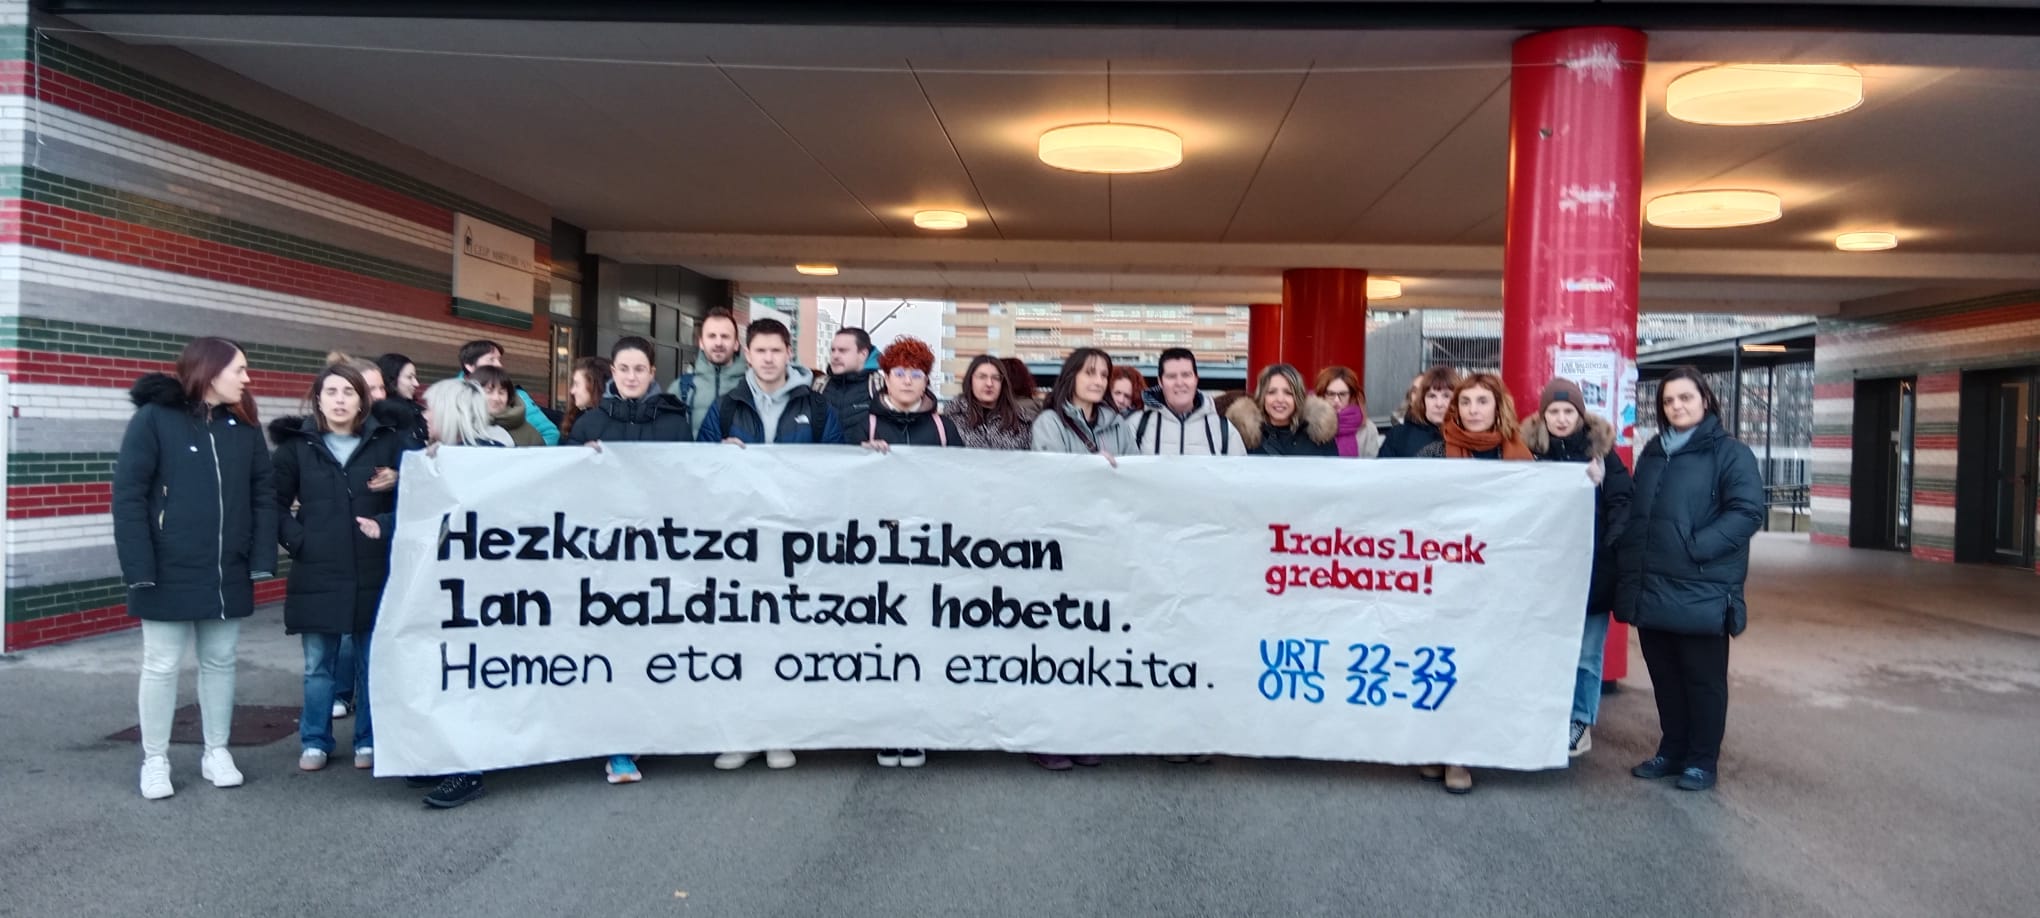 Hezkuntza publikoan
lan baldintzak hobetu.
Hemen eta orain erabakita.
Irakasleak
grebara!
URT 22-23
OTS 26-27